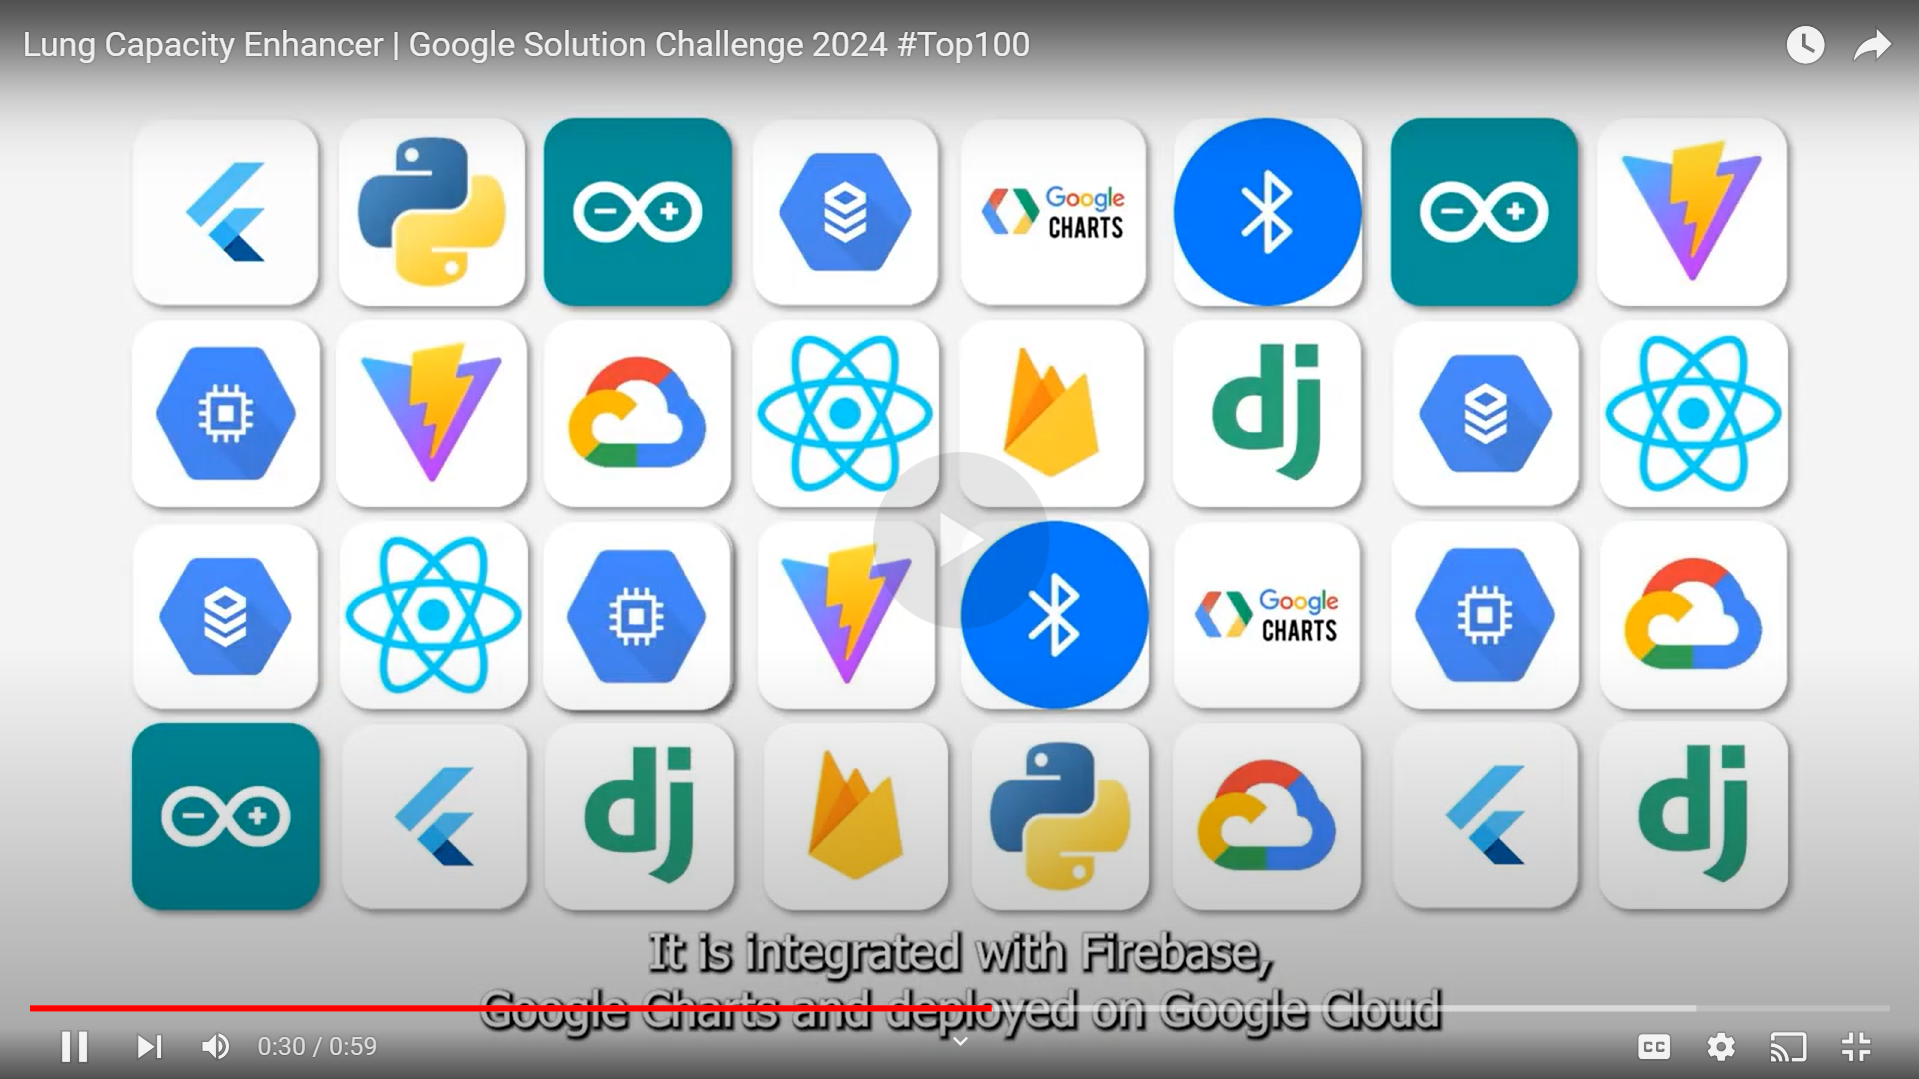 Lung Capacity Enhancer | Google Solution Challenge 2024 #Top100
Google
CHARTS
dj
Google
CHARTS
dj
dj
It is integrated with Firebase,
Google Charts and deployed on Google Cloud
0:30 / 0:59
CC